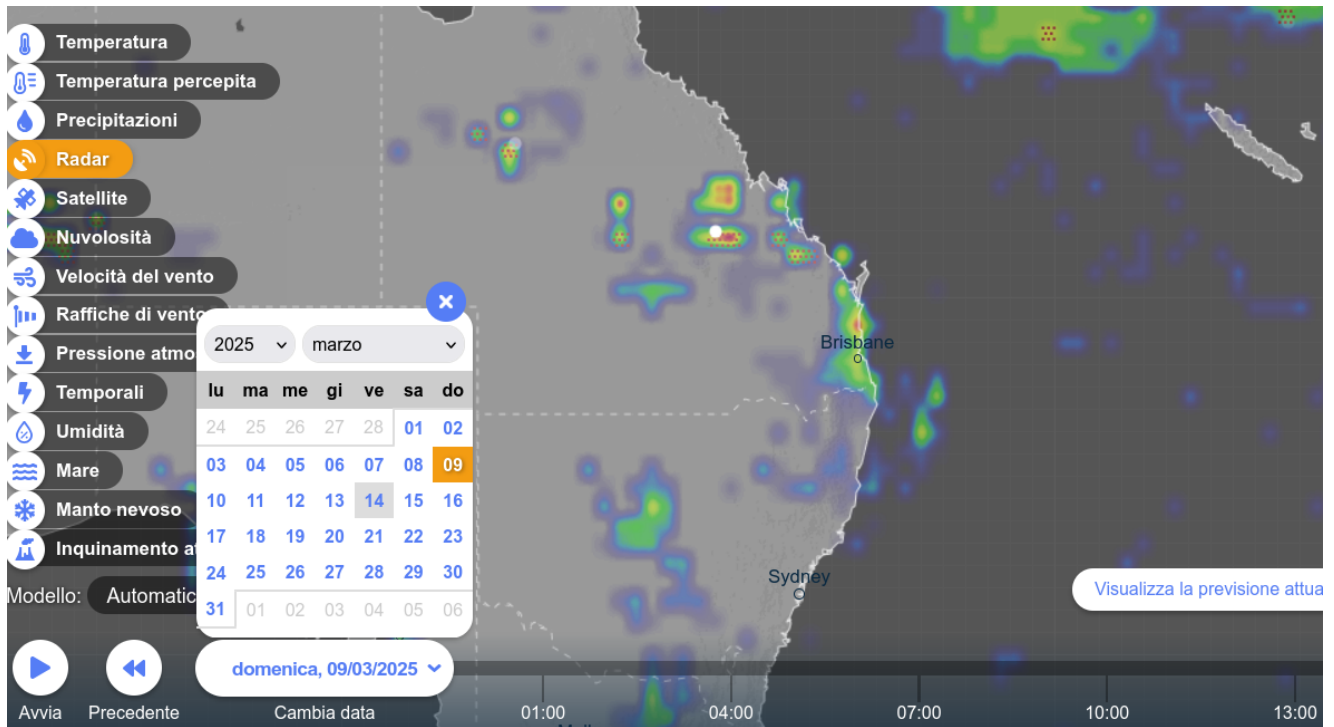 Temperatura
Temperatura percepita
Precipitazioni
Radar
Satellite
Nuvolosità
Velocità del vento
Raffiche di vento
Pressione atmo
Temporali
Umidità
Mare
Manto nevoso
Inquinamento at
Modello: Automatic
2025 marzo
lu ma me gi ve sa do
24 25 26 27 28 01 02
03 04 05 06 07 08 09
10 11 12 13 14 15 16
17 18 19 20 21 22 23
24 25 26 27 28 29 30
31 01 02 03 04 05 06
Brisbane
Sydney
Visualizza la previsione attua
domenica, 09/03/2025
Avvia Precedente Cambia data 01:00 04:00 07:00 10:00 13:00